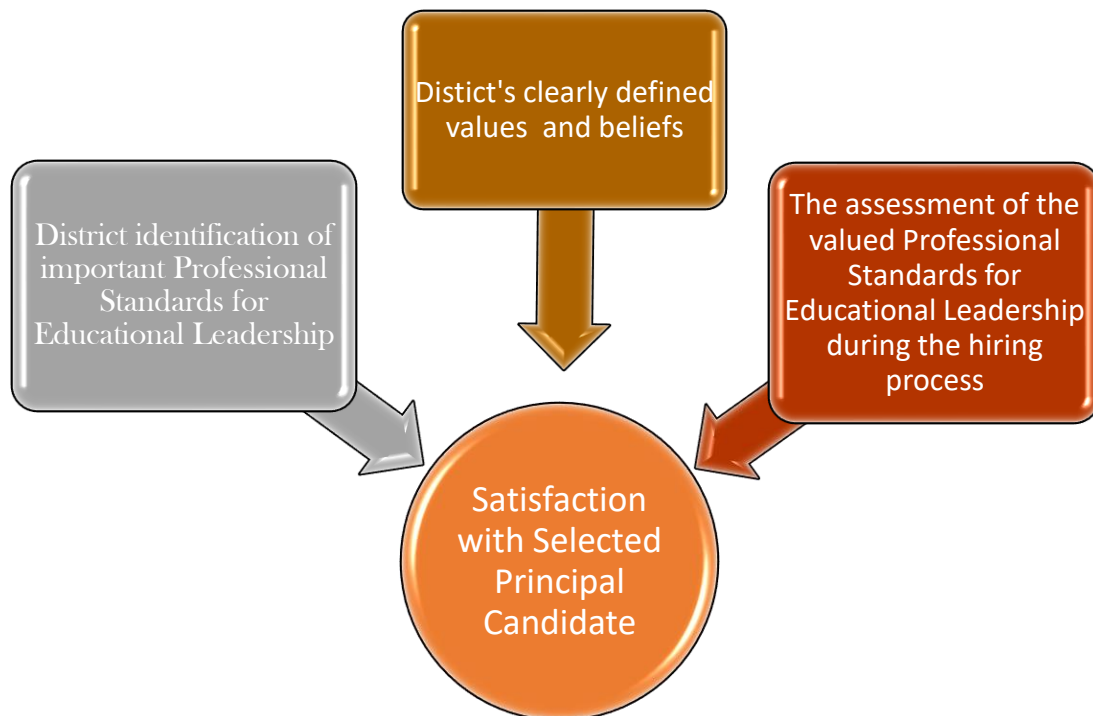 Distict's clearly defined
values and beliefs
District identification of
important Professional
Standards for
Educational Leadership
The assessment of the
valued Professional
Standards for
Educational Leadership
during the hiring
process
Satisfaction
with Selected
Principal
Candidate